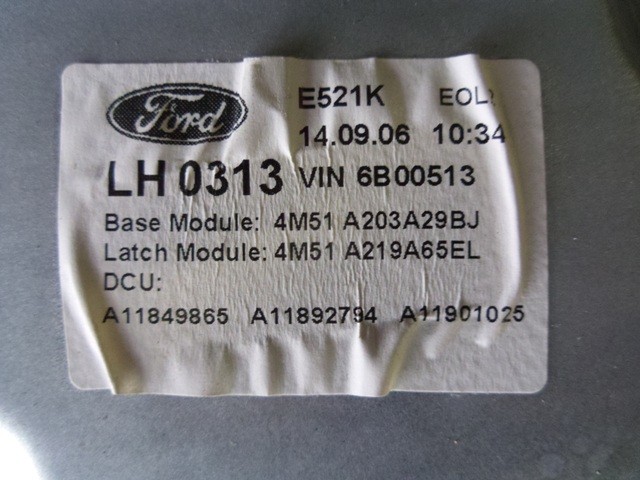 Ford
E521K EOL
14.09.06 10:34
LH 0313 VIN 6B00513
Base Module: 4M51 A203A29BJ
Latch Module: 4M51 A219A65EL
DCU:
A11849865 A11892794 A11901025